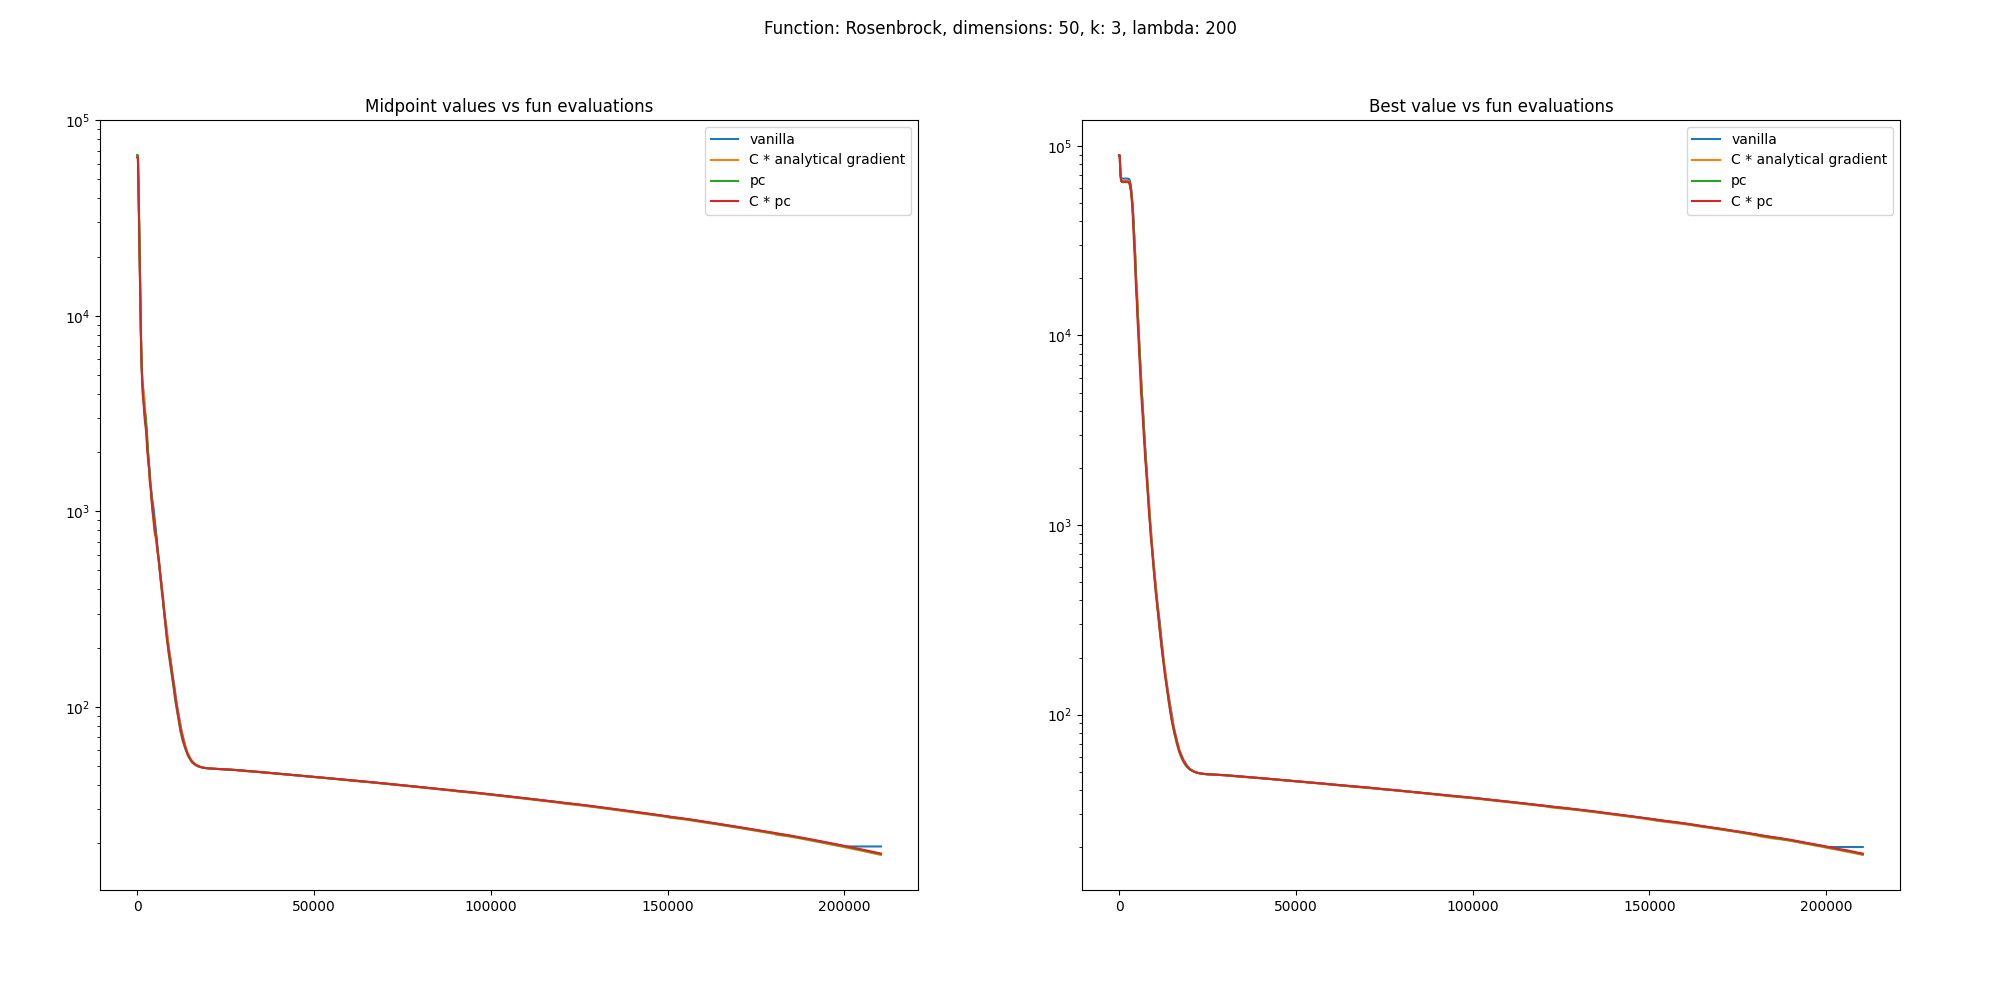 Function: Rosenbrock, dimensions: 50, k: 3, lambda: 200
Midpoint values vs fun evaluations
10^5
10^4
10^3
10^2
0 50000 100000 150000 200000
vanilla
C * analytical gradient
pc
C * pc
Best value vs fun evaluations
10^5
10^4
10^3
10^2
0 50000 100000 150000 200000
vanilla
C * analytical gradient
pc
C * pc